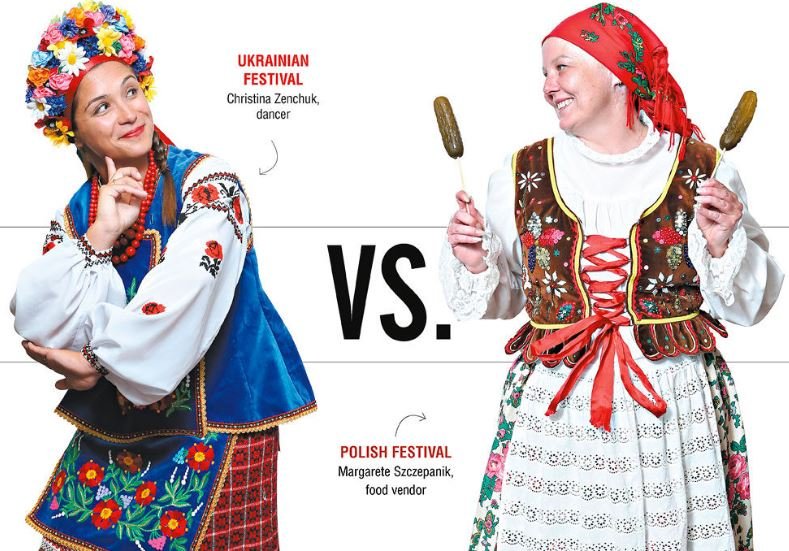 UKRAINIAN
FESTIVAL
Christina Zenchuk,
dancer
VS.
POLISH FESTIVAL
Margarete Szczepanik,
food vendor